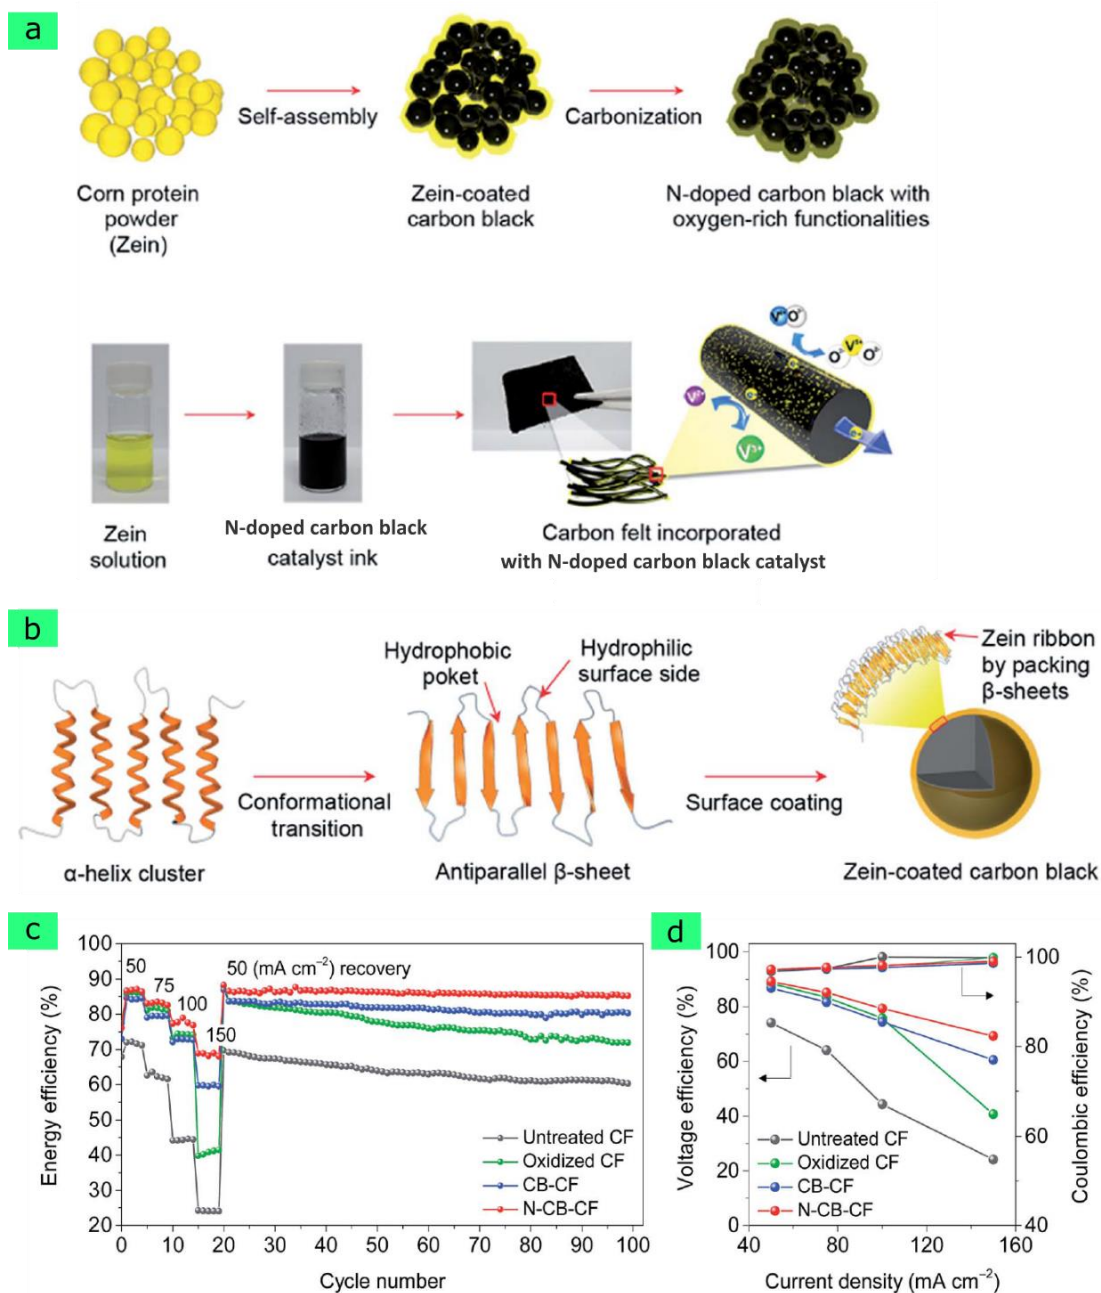 a
Self-assembly
Carbonization
Corn protein
powder
(Zein)
Zein-coated
carbon black
N-doped carbon black with
oxygen-rich functionalities
Zein
solution
N-doped carbon black
catalyst ink
Carbon felt incorporated
with N-doped carbon black catalyst
b
Hydrophobic
poket
Hydrophilic
surface side
Zein ribbon
by packing
β-sheets
Conformational
transition
Surface coating
α-helix cluster
Antiparallel β-sheet
Zein-coated carbon black
c
Energy efficiency (%)
100
90
80
70
60
50
40
30
20
50
75
100
150
50 (mA cm⁻²) recovery
Untreated CF
Oxidized CF
CB-CF
N-CB-CF
0 10 20 30 40 50 60 70 80 90 100
Cycle number
d
Voltage efficiency (%)
100
80
60
40
20
0
Untreated CF
Oxidized CF
CB-CF
N-CB-CF
100
80
60
40
Coulombic efficiency (%)
40 80 120 160
Current density (mA cm⁻²)